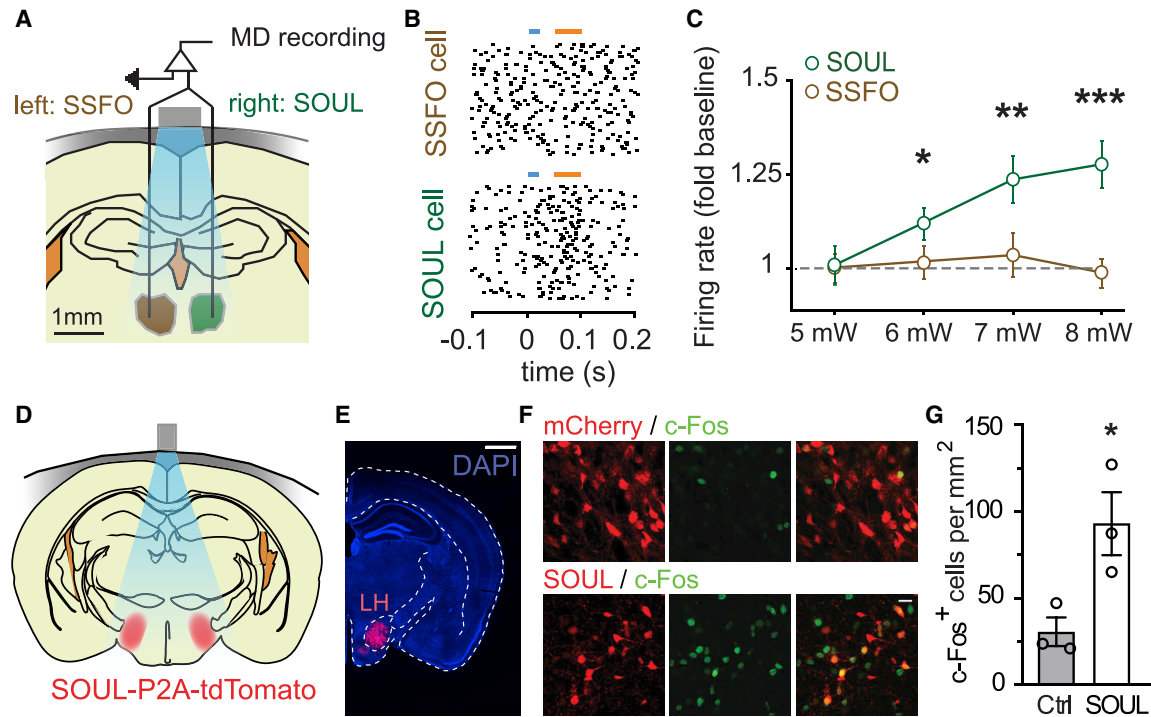 A
MD recording
left: SSFO
right: SOUL
1mm
B
SSFO cell
SOUL cell
-0.1 0 0.1 0.2
time (s)
C
SOUL
SSFO
Firing rate (fold baseline)
1.5
1.25
1
*
**
***
5 mW 6 mW 7 mW 8 mW
D
SOUL-P2A-tdTomato
E
DAPI
LH
F
mCherry / c-Fos
SOUL / c-Fos
G
c-Fos+ cells per mm2
150
100
50
0
*
Ctrl SOUL